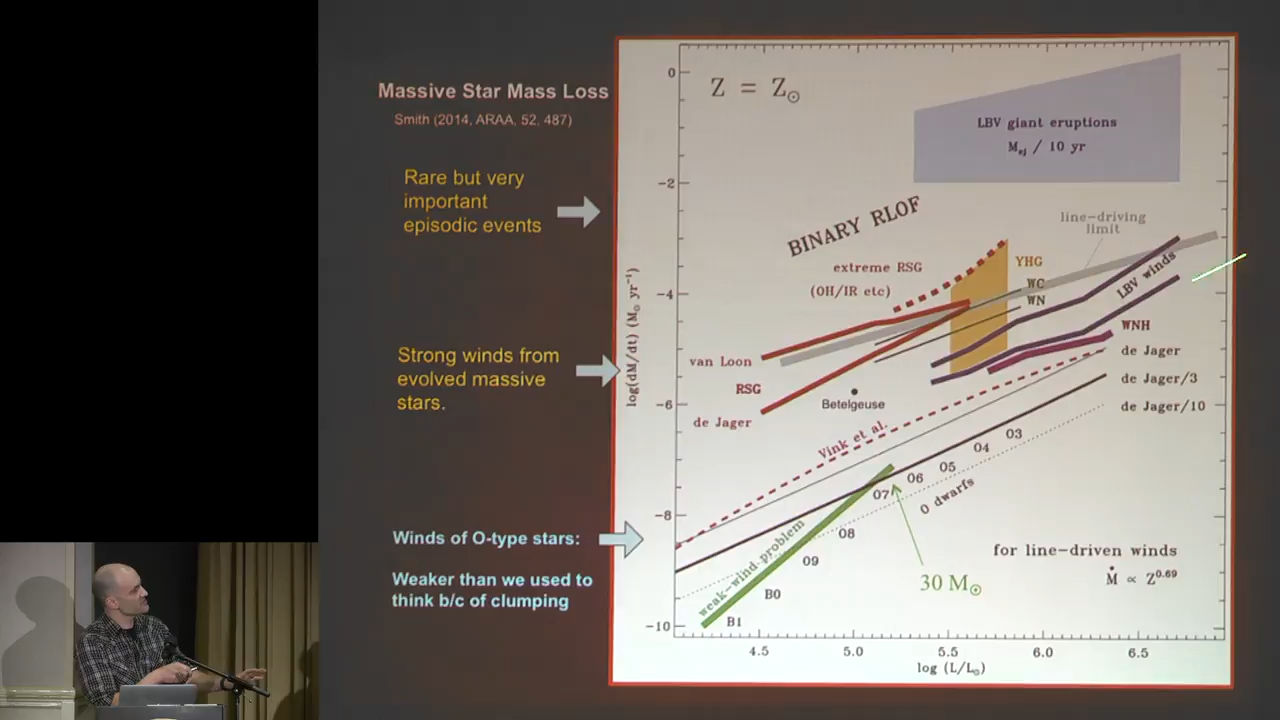 Massive Star Mass Loss
Smith (2014, ARAA, 52, 487)
Rare but very
important
episodic events
Strong winds from
evolved massive
stars.
Winds of O-type stars:
Weaker than we used to
think b/c of clumping
Z = Z☉
LBV giant eruptions
Mej / 10 yr
BINARY RLOF
line-driving
limit
extreme RSG
(OH/IR etc)
YHG
WC
WN
LBV winds
WNH
van Loon
RSG
de Jager
Betelgeuse
de Jager
de Jager/3
de Jager/10
Vink et al.
O3
O4
O5
O6
O7
O8
O9
B0
B1
O dwarfs
weak-wind problem
30 M☉
for line-driven winds
Ṁ ∝ Z^0.69
log(dM/dt) (M☉ yr⁻¹)
0
−2
−4
−6
−8
−10
4.5 5.0 5.5 6.0 6.5
log (L/L☉)